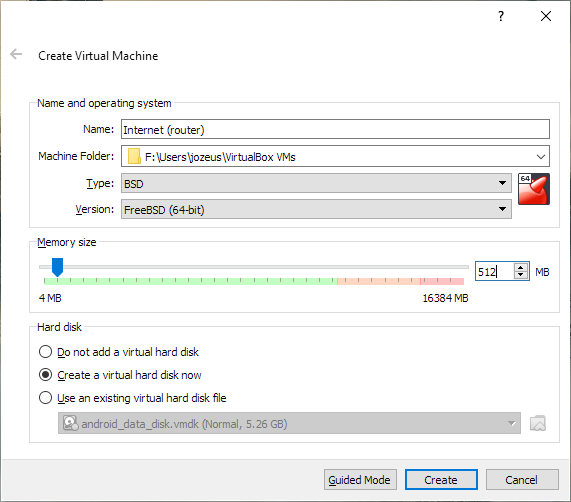 ?
Create Virtual Machine
Name and operating system
Name: Internet (router)
Machine Folder: F:\Users\jozeus\VirtualBox VMs
Type: BSD
64
Version: FreeBSD (64-bit)
Memory size
512 MB
4 MB 16384 MB
Hard disk
Do not add a virtual hard disk
Create a virtual hard disk now
Use an existing virtual hard disk file
android_data_disk.vmdk (Normal, 5.26 GB)
Guided Mode Create Cancel